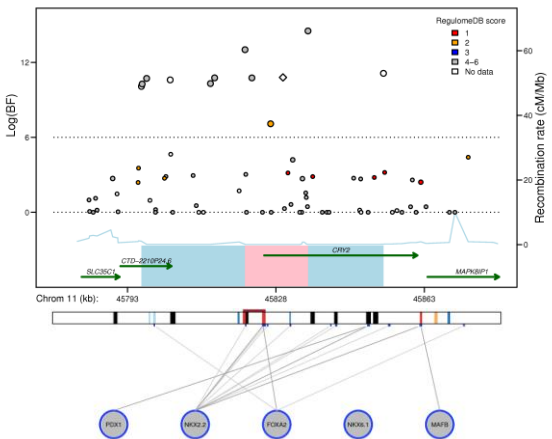 RegulomeDB score
1
2
3
4–6
No data
12
6
0
Log(BF)
60
40
20
0
Recombination rate (cM/Mb)
CRY2
CTD−2210P24.6
SLC35C1
MAPK8IP1
Chrom 11 (kb):
45793
45828
45863
PDX1
NKX2.2
FOXA2
NKX6.1
MAFB